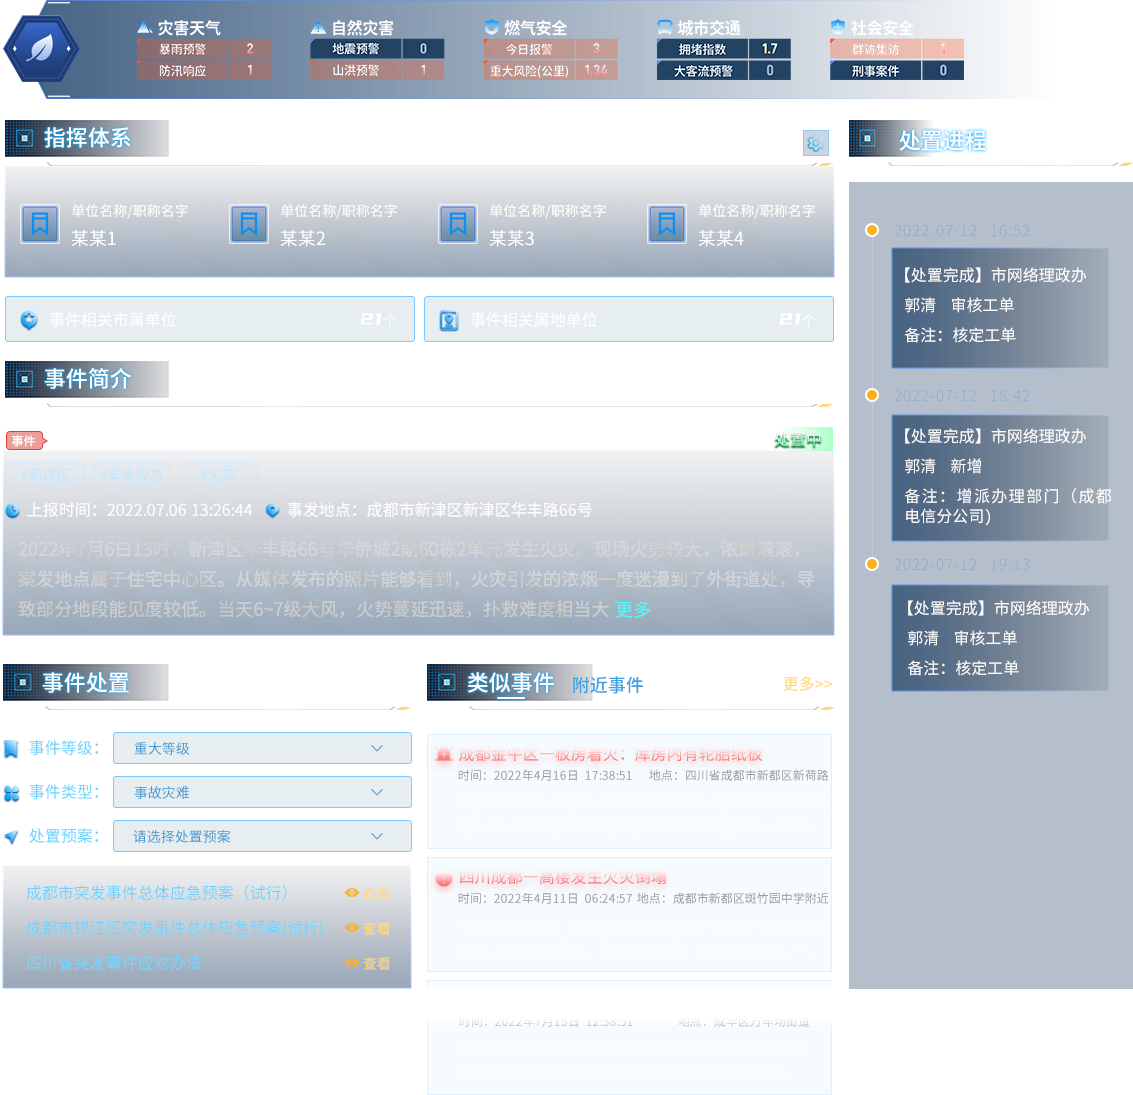 灾害天气 自然灾害 燃气安全 城市交通 社会安全
暴雨预警 2 地震预警 0 今日报警 3 拥堵指数 1.7 群访集访 1
防汛响应 1 山洪预警 1 重大风险(公里) 1.34 大客流预警 0 刑事案件 0
指挥体系
单位名称/职称名字 单位名称/职称名字 单位名称/职称名字 单位名称/职称名字
某某1 某某2 某某3 某某4
事件相关市属单位 21个 事件相关属地单位 21个
事件简介
事件 处置中
#新津区 #安全应急 #火灾
上报时间：2022.07.06 13:26:44 事发地点：成都市新津区新津区华丰路66号
2022年7月6日13时，新津区华丰路66号华侨城2期60栋2单元发生火灾。现场火势较大，浓烟滚滚，
案发地点属于住宅中心区。从媒体发布的照片能够看到，火灾引发的浓烟一度迷漫到了外街道处，导
致部分地段能见度较低。当天6~7级大风，火势蔓延迅速，扑救难度相当大 更多
事件处置
事件等级： 重大等级
事件类型： 事故灾难
处置预案： 请选择处置预案
成都市突发事件总体应急预案（试行） 查看
成都市锦江区突发事件总体应急预案(试行) 查看
四川省突发事件应对办法 查看
类似事件 附近事件 更多>>
成都金牛区一板房着火：库房内有轮胎纸板
时间：2022年4月16日 17:38:51 地点：四川省成都市新都区新荷路
四川成都一高楼发生火灾倒塌
时间：2022年4月11日 06:24:57 地点：成都市新都区斑竹园中学附近
时间：2022年7月15日 12:38:51 地点：成华区万年场街道
处置进程
2022-07-12 16:52
【处置完成】市网络理政办
郭清 审核工单
备注：核定工单
2022-07-12 18:42
【处置完成】市网络理政办
郭清 新增
备注：增派办理部门（成都
电信分公司)
2022-07-12 19:13
【处置完成】市网络理政办
郭清 审核工单
备注：核定工单